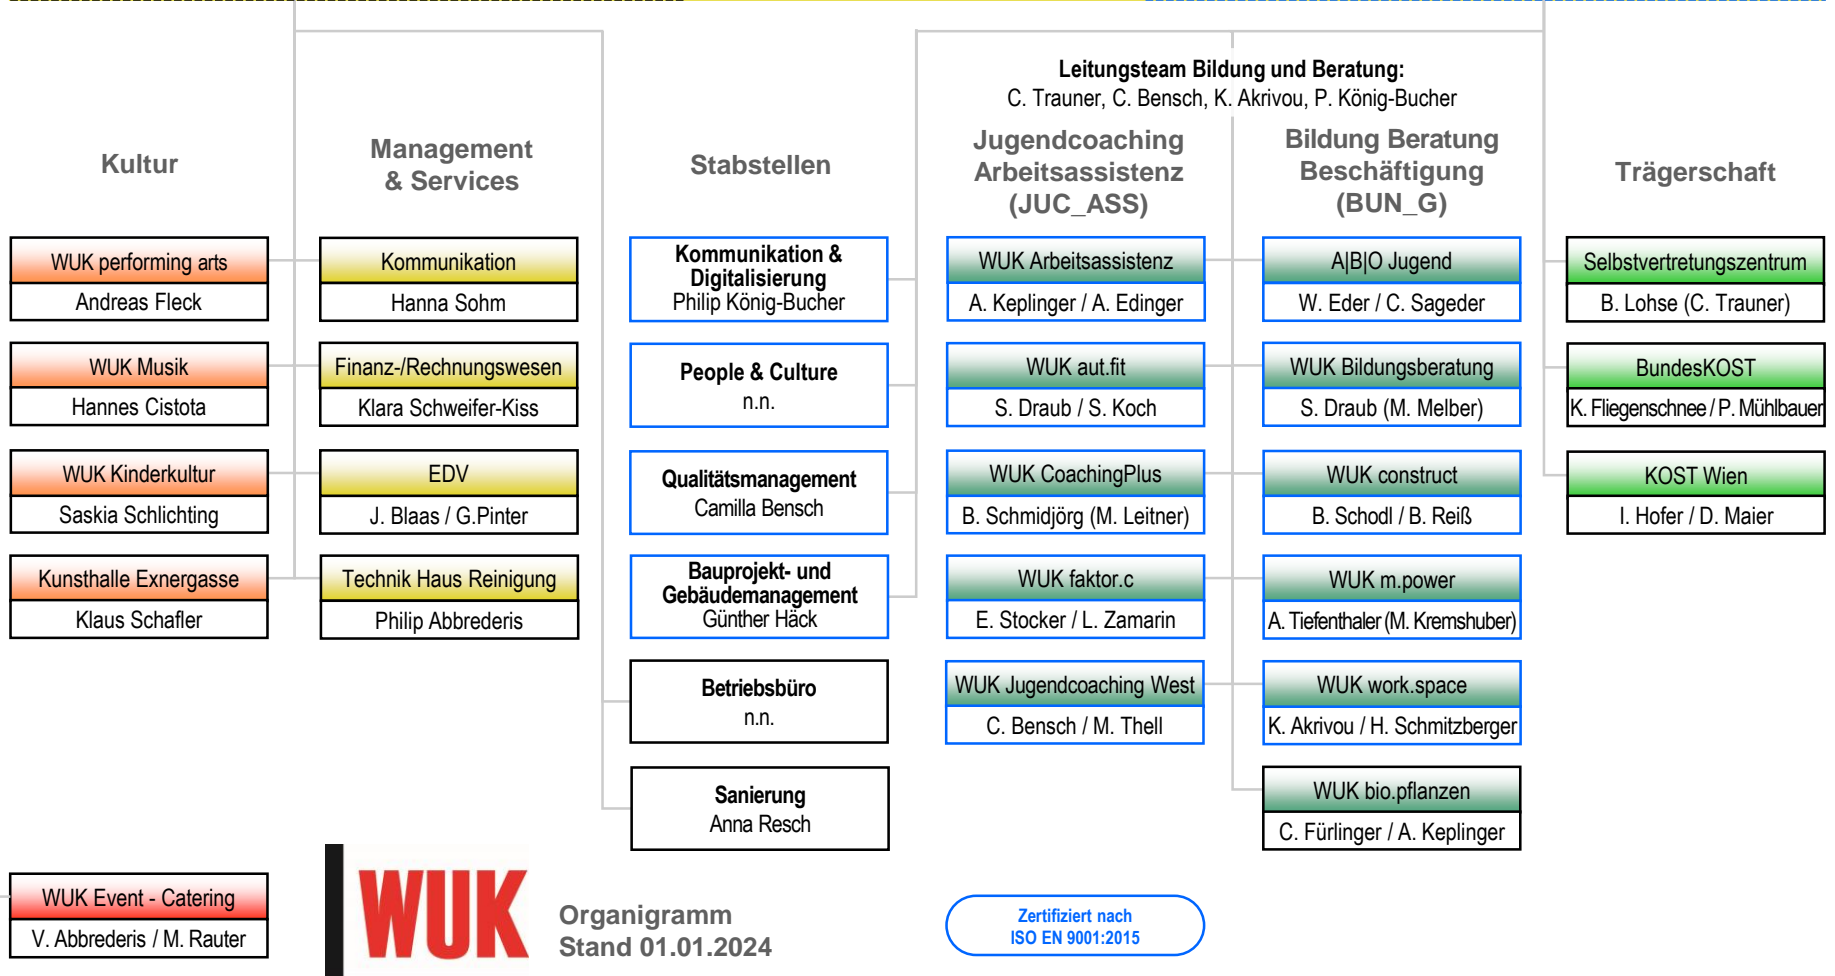 Leitungsteam Bildung und Beratung:
C. Trauner, C. Bensch, K. Akrivou, P. König-Bucher
Kultur
WUK performing arts
Andreas Fleck
WUK Musik
Hannes Cistota
WUK Kinderkultur
Saskia Schlichting
Kunsthalle Exnergasse
Klaus Schafler
Management
& Services
Kommunikation
Hanna Sohm
Finanz-/Rechnungswesen
Klara Schweifer-Kiss
EDV
J. Blaas / G.Pinter
Technik Haus Reinigung
Philip Abbrederis
Stabstellen
Kommunikation &
Digitalisierung
Philip König-Bucher
People & Culture
n.n.
Qualitätsmanagement
Camilla Bensch
Bauprojekt- und
Gebäudemanagement
Günther Häck
Betriebsbüro
n.n.
Sanierung
Anna Resch
Jugendcoaching
Arbeitsassistenz
(JUC_ASS)
WUK Arbeitsassistenz
A. Keplinger / A. Edinger
WUK aut.fit
S. Draub / S. Koch
WUK CoachingPlus
B. Schmidjörg (M. Leitner)
WUK faktor.c
E. Stocker / L. Zamarin
WUK Jugendcoaching West
C. Bensch / M. Thell
Bildung Beratung
Beschäftigung
(BUN_G)
A|B|O Jugend
W. Eder / C. Sageder
WUK Bildungsberatung
S. Draub (M. Melber)
WUK construct
B. Schodl / B. Reiß
WUK m.power
A. Tiefenthaler (M. Kremshuber)
WUK work.space
K. Akrivou / H. Schmitzberger
WUK bio.pflanzen
C. Fürlinger / A. Keplinger
Trägerschaft
Selbstvertretungszentrum
B. Lohse (C. Trauner)
BundesKOST
K. Fliegenschnee / P. Mühlbauer
KOST Wien
I. Hofer / D. Maier
WUK Event - Catering
V. Abbrederis / M. Rauter
WUK
Organigramm
Stand 01.01.2024
Zertifiziert nach
ISO EN 9001:2015